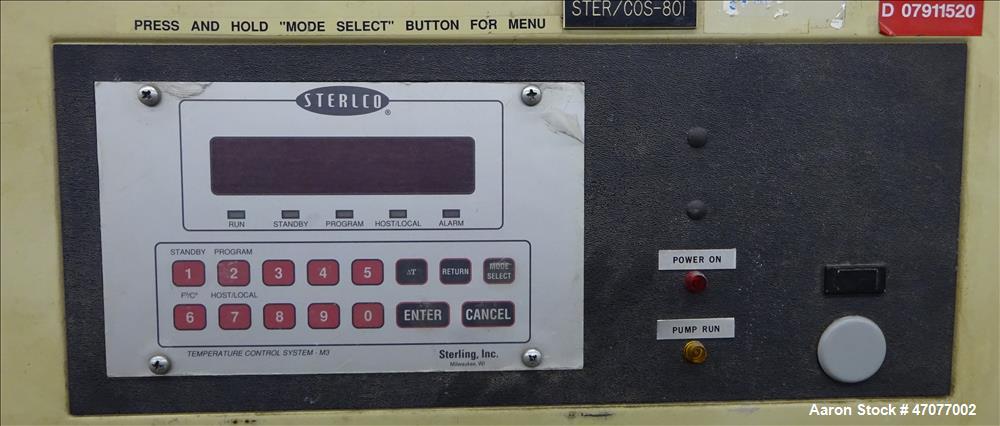 PRESS AND HOLD "MODE SELECT" BUTTON FOR MENU
STER/COS-801
D 07911520
STERLCO®
RUN STANDBY PROGRAM HOST/LOCAL ALARM
STANDBY PROGRAM
1 2 3 4 5 ΔT RETURN MODE SELECT
F°/C° HOST/LOCAL
6 7 8 9 0 ENTER CANCEL
TEMPERATURE CONTROL SYSTEM - M3
Sterling, Inc.
Milwaukee, WI
POWER ON
PUMP RUN
Aaron Stock # 47077002